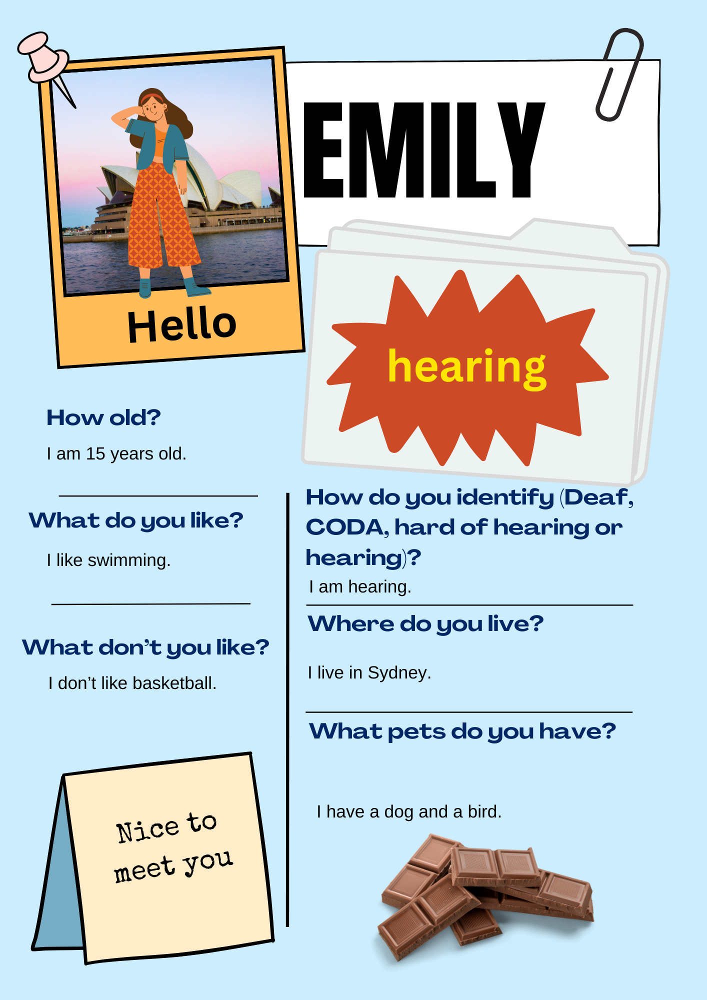 EMILY
Hello
hearing
How old?
I am 15 years old.
What do you like?
I like swimming.
What don’t you like?
I don’t like basketball.
Nice to
meet you
How do you identify (Deaf,
CODA, hard of hearing or
hearing)?
I am hearing.
Where do you live?
I live in Sydney.
What pets do you have?
I have a dog and a bird.